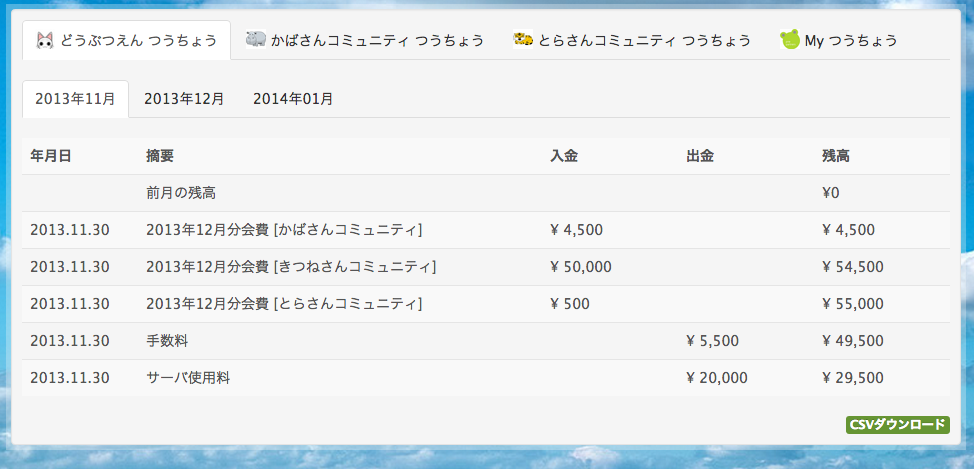 どうぶつえん つうちょう かばさんコミュニティ つうちょう とらさんコミュニティ つうちょう My つうちょう
2013年11月 2013年12月 2014年01月
年月日 摘要 入金 出金 残高
前月の残高 ¥0
2013.11.30 2013年12月分会費 [かばさんコミュニティ] ¥ 4,500 ¥ 4,500
2013.11.30 2013年12月分会費 [きつねさんコミュニティ] ¥ 50,000 ¥ 54,500
2013.11.30 2013年12月分会費 [とらさんコミュニティ] ¥ 500 ¥ 55,000
2013.11.30 手数料 ¥ 5,500 ¥ 49,500
2013.11.30 サーバ使用料 ¥ 20,000 ¥ 29,500
CSVダウンロード